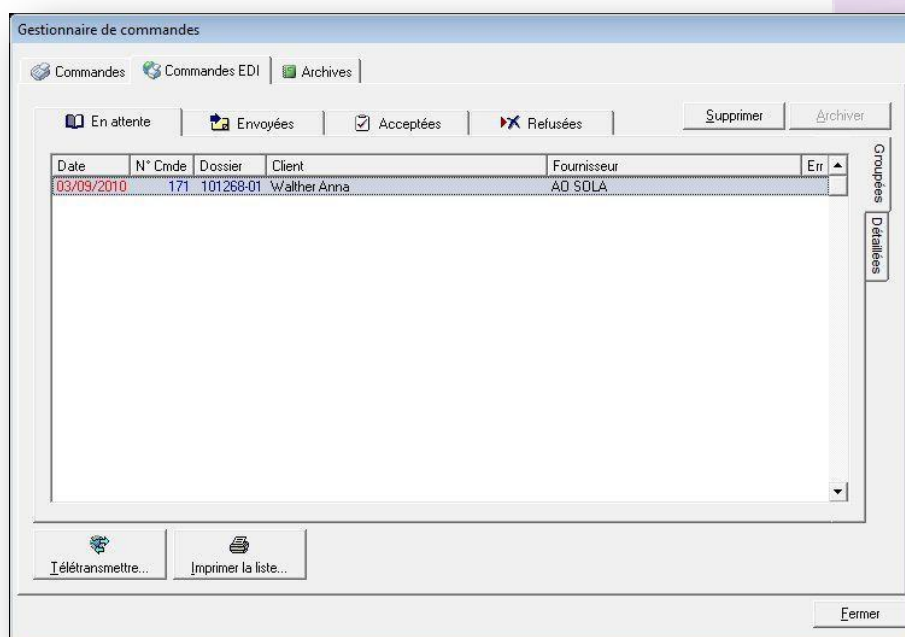 Gestionnaire de commandes
Commandes Commandes EDI Archives
En attente Envoyées Acceptées Refusées Supprimer Archiver
Date N° Cmde Dossier Client Fournisseur Err
03/09/2010 171 101268-01 Walther Anna AO SOLA
Groupées
Détaillées
Télétransmettre... Imprimer la liste...
Fermer